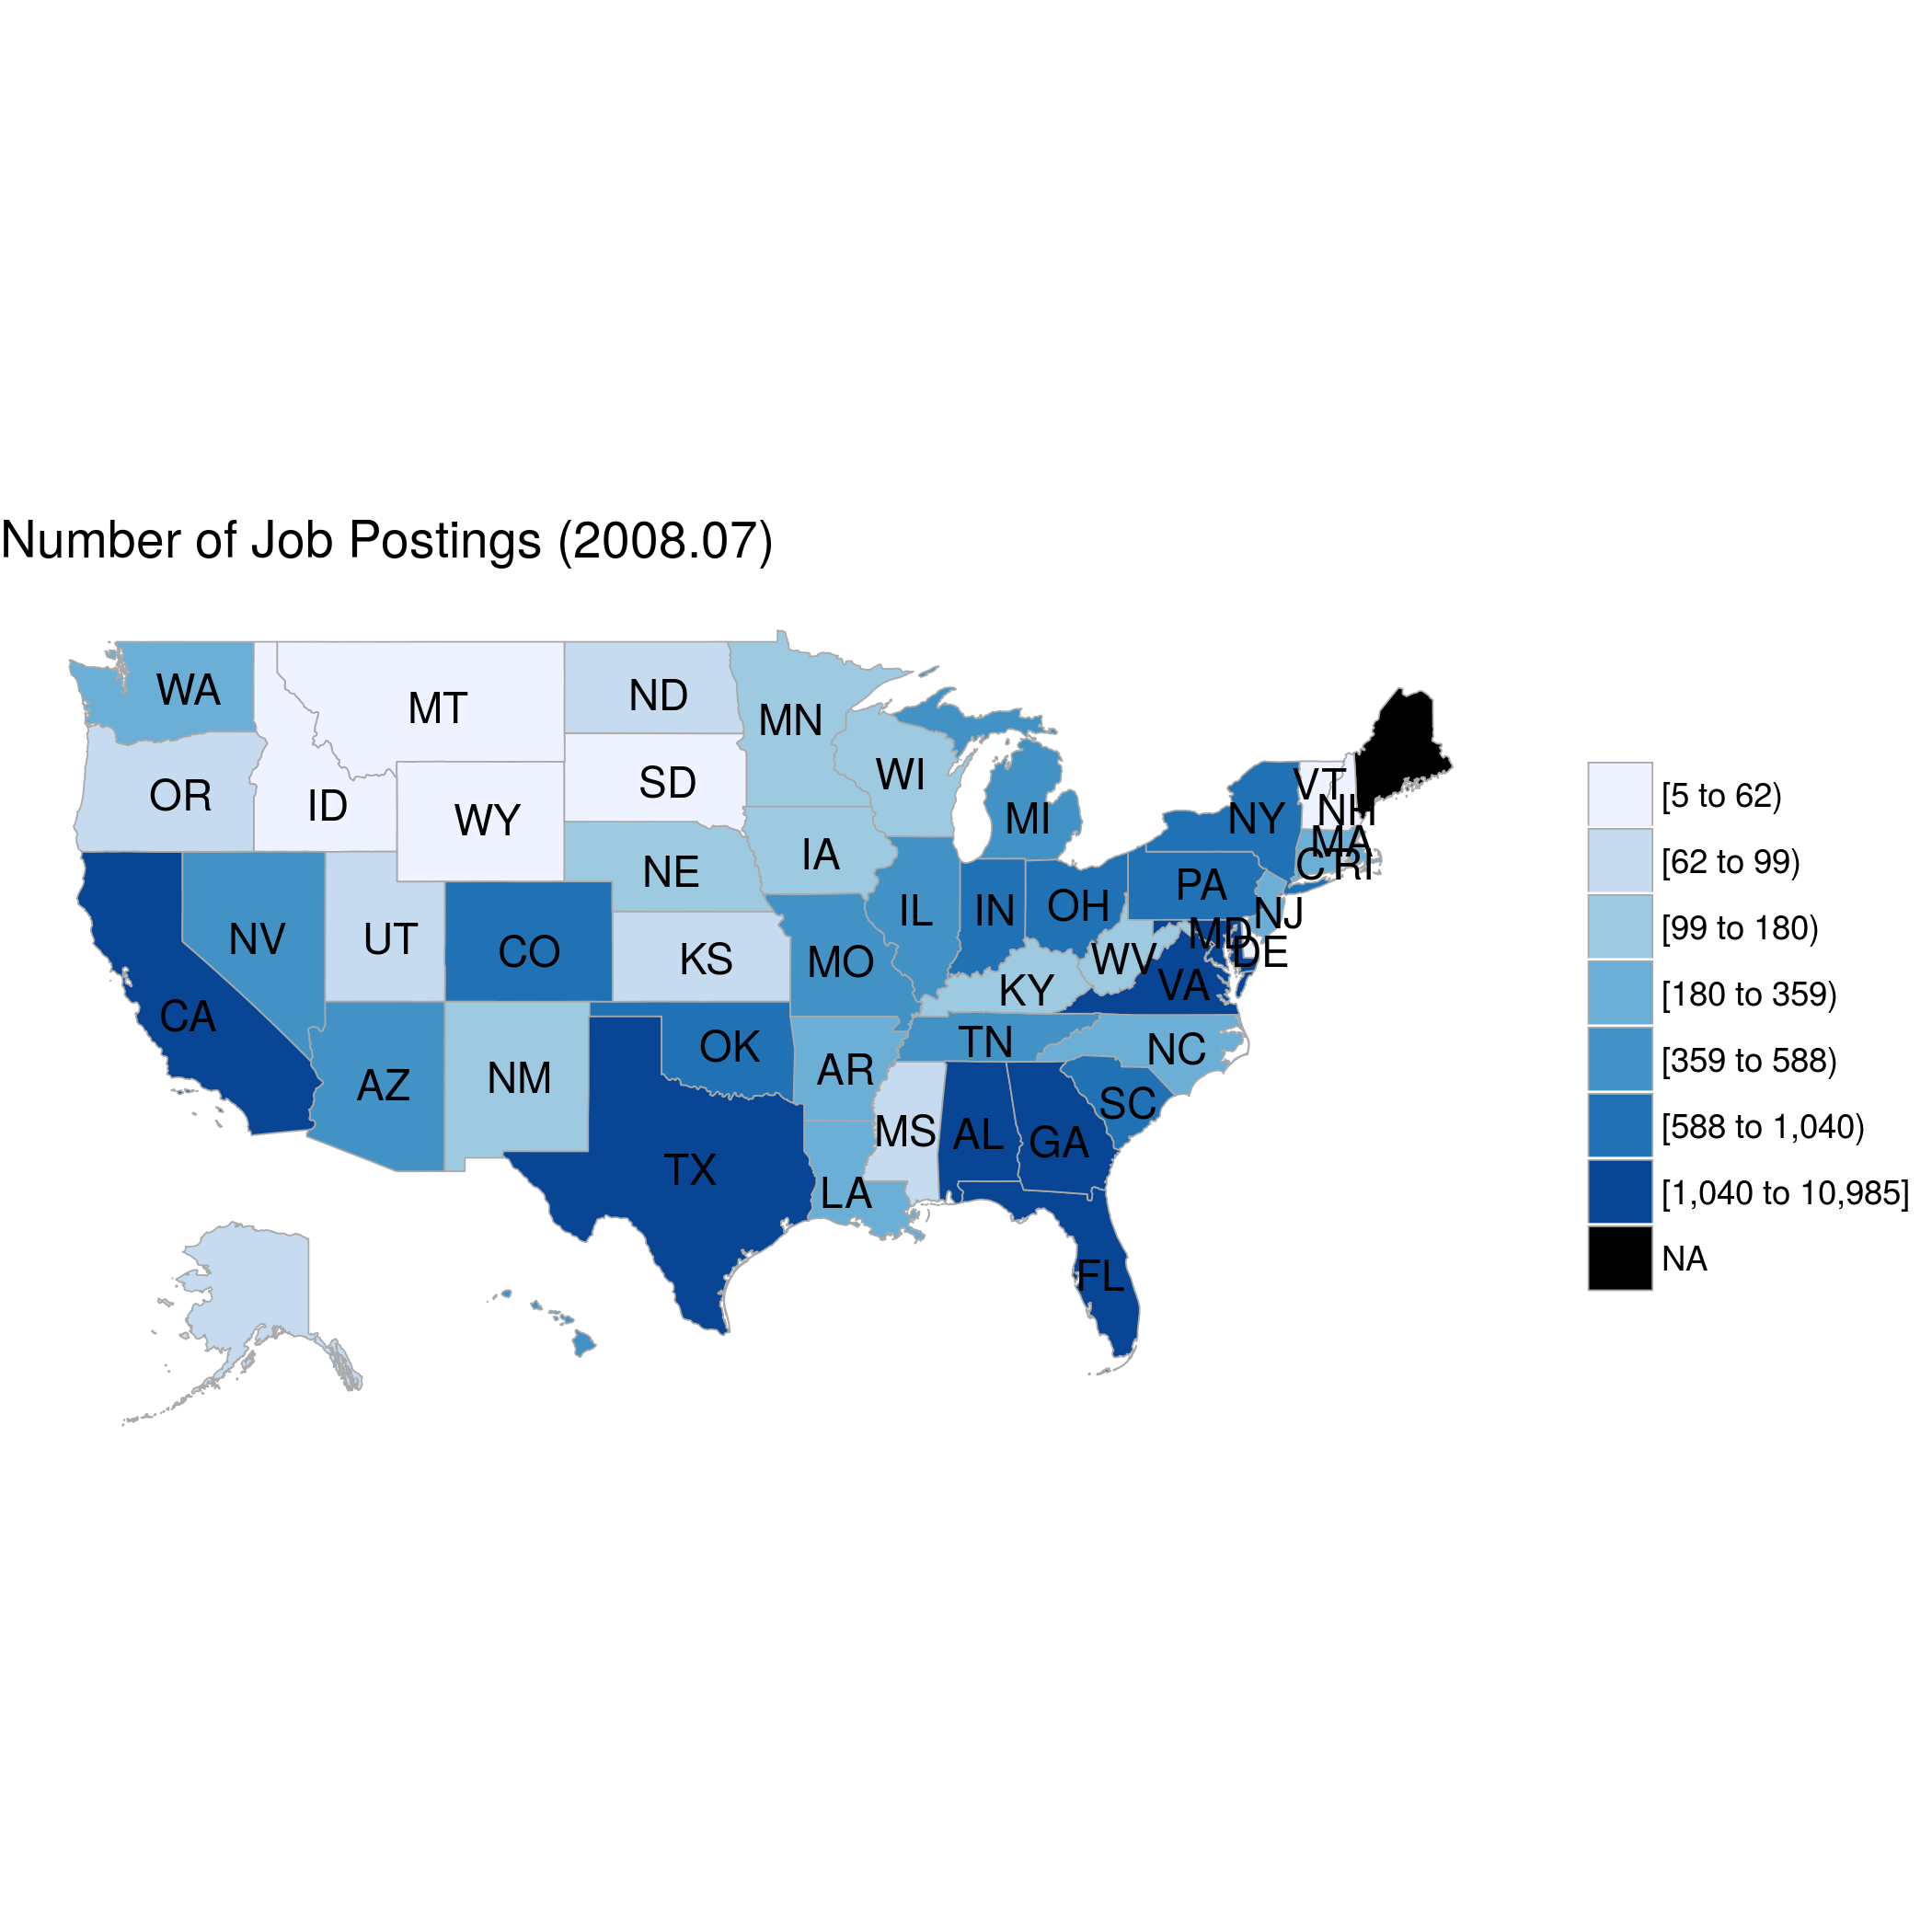 Number of Job Postings (2008.07)
WA
MT
ND
MN
OR
ID
WY
SD
WI
MI
VT
NH
NY
MA
CT
RI
NE
IA
PA
NV
UT
CO
KS
MO
IL
IN
OH
NJ
MD
DE
WV
VA
KY
CA
AZ
NM
OK
AR
TN
NC
SC
TX
LA
MS
AL
GA
FL
[5 to 62)
[62 to 99)
[99 to 180)
[180 to 359)
[359 to 588)
[588 to 1,040)
[1,040 to 10,985]
NA